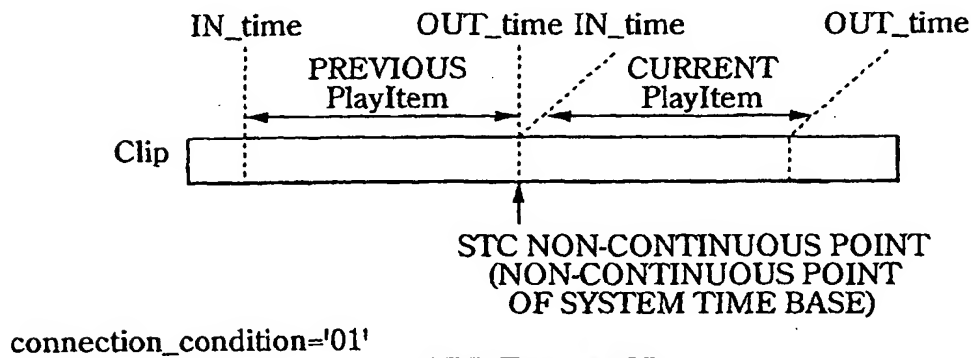 IN_time OUT_time IN_time OUT_time
PREVIOUS PlayItem
CURRENT PlayItem
Clip
STC NON-CONTINUOUS POINT
(NON-CONTINUOUS POINT
OF SYSTEM TIME BASE)
connection_condition='01'